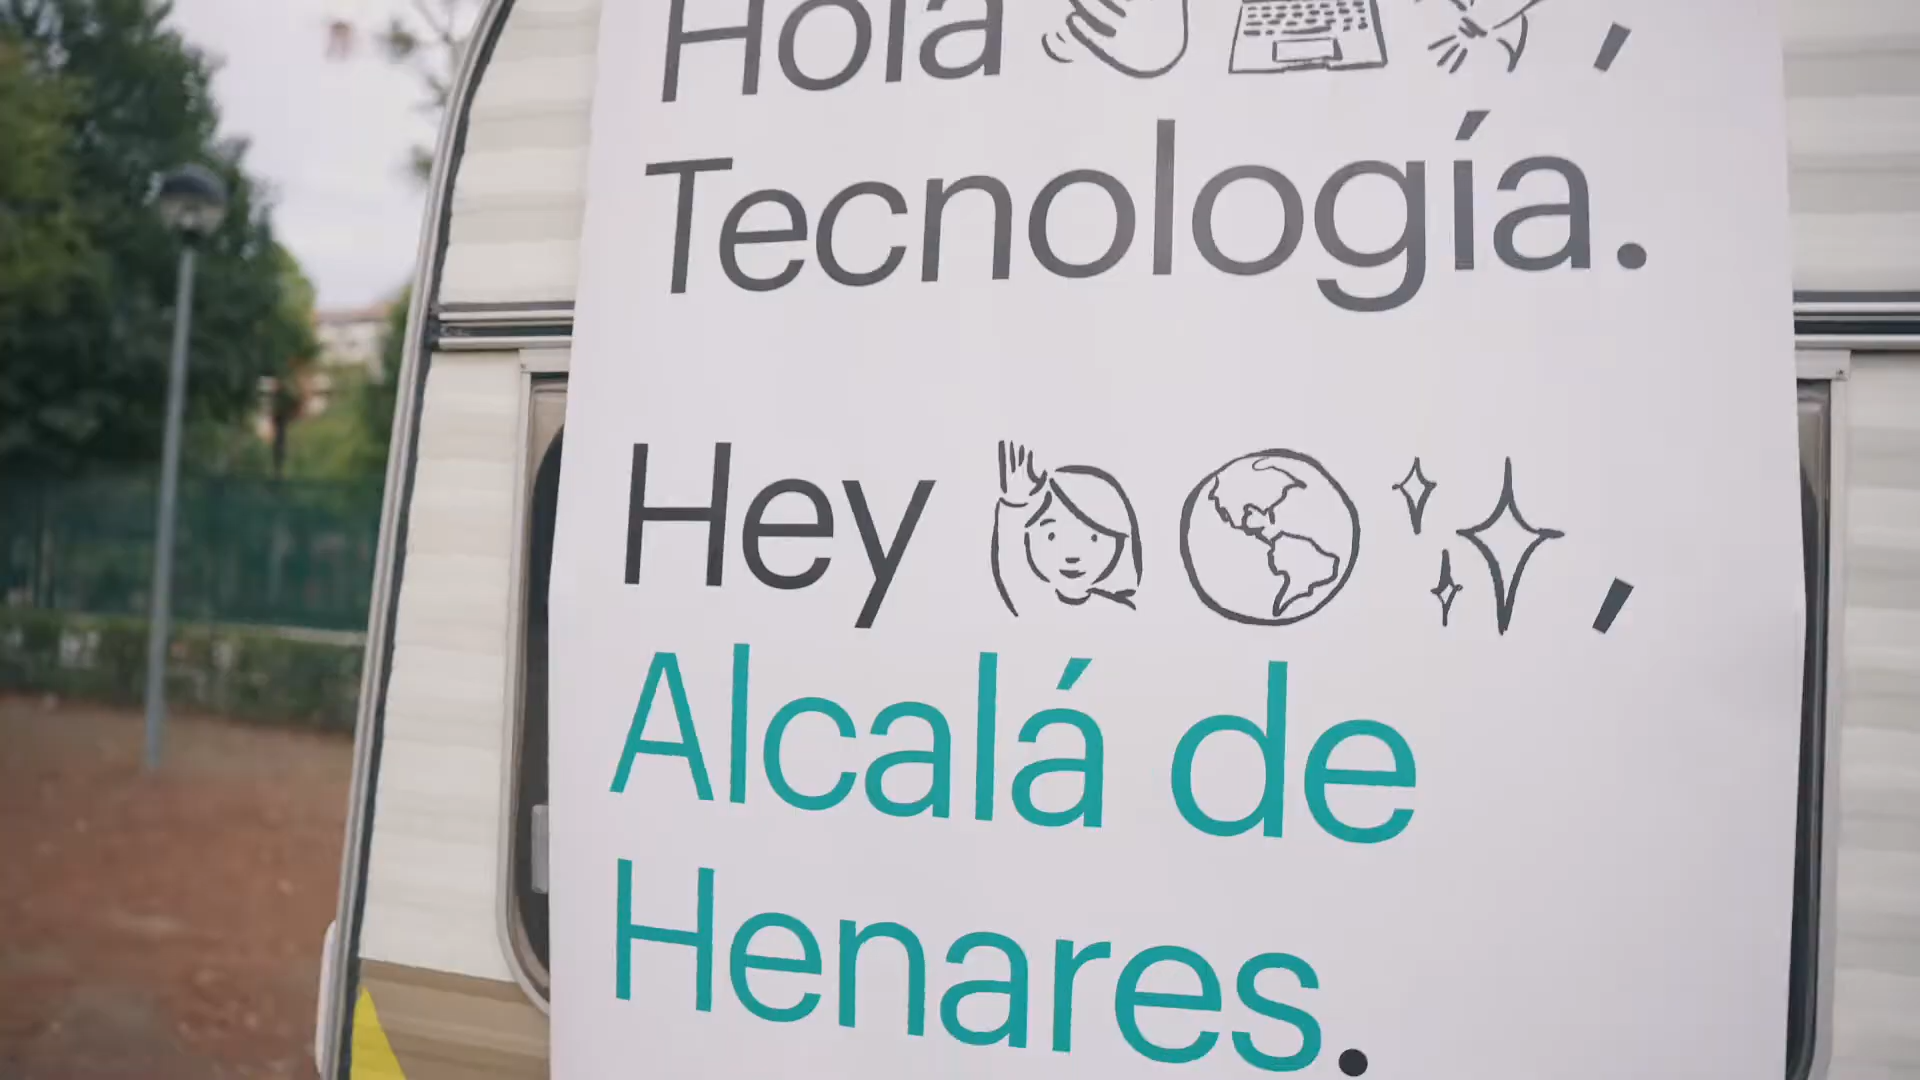 Hola ,
Tecnología.
Hey ,
Alcalá de
Henares.